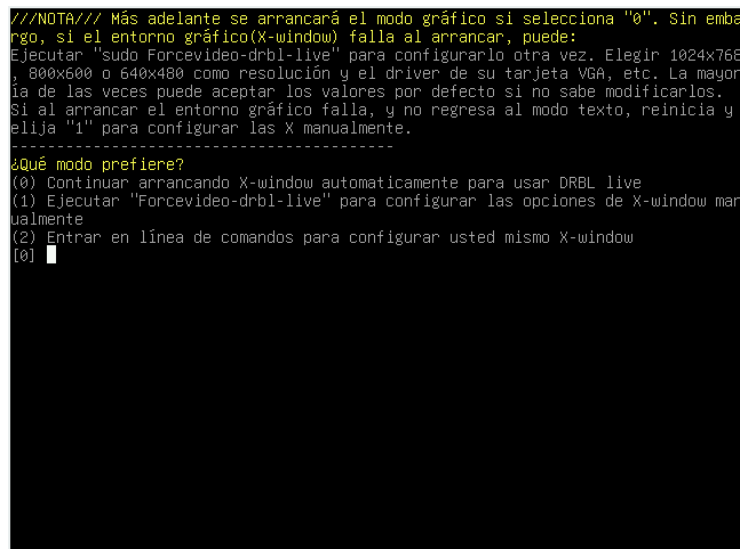 ///NOTA/// Más adelante se arrancará el modo gráfico si selecciona "0". Sin emba
rgo, si el entorno gráfico(X-window) falla al arrancar, puede:
Ejecutar "sudo Forcevideo-drbl-live" para configurarlo otra vez. Elegir 1024x768
, 800x600 o 640x480 como resolución y el driver de su tarjeta VGA, etc. La mayor
ía de las veces puede aceptar los valores por defecto si no sabe modificarlos.
Si al arrancar el entorno gráfico falla, y no regresa al modo texto, reinicia y
elija "1" para configurar las X manualmente.
------------------------------------------
¿Qué modo prefiere?
(0) Continuar arrancando X-window automaticamente para usar DRBL live
(1) Ejecutar "Forcevideo-drbl-live" para configurar las opciones de X-window man
ualmente
(2) Entrar en línea de comandos para configurar usted mismo X-window
[0]